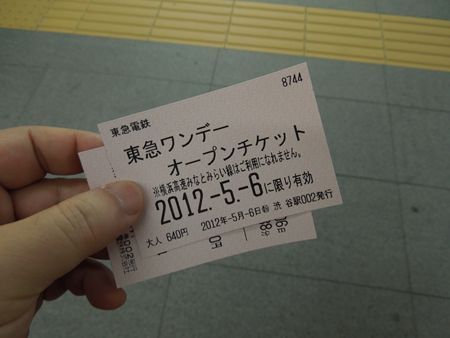 8744
東急電鉄
東急ワンデー
オープンチケット
※横浜高速みなとみらい線はご利用になれません。
2012.-5.-6に限り有効
大人 640円 2012年-5月-6日 渋谷駅002発行